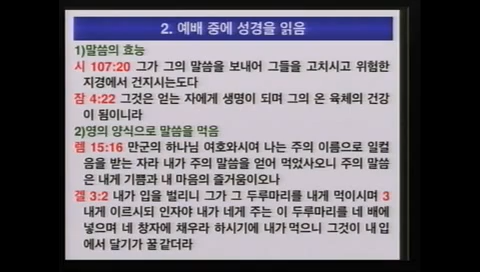 2. 예배 중에 성경을 읽음
1)말씀의 효능
시 107:20 그가 그의 말씀을 보내어 그들을 고치시고 위험한
지경에서 건지시는도다
잠 4:22 그것은 얻는 자에게 생명이 되며 그의 온 육체의 건강
이 됨이니라
2)영의 양식으로 말씀을 먹음
렘 15:16 만군의 하나님 여호와시여 나는 주의 이름으로 일컬
음을 받는 자라 내가 주의 말씀을 얻어 먹었사오니 주의 말씀
은 내게 기쁨과 내 마음의 즐거움이오나
겔 3:2 내가 입을 벌리니 그가 그 두루마리를 내게 먹이시며 3
내게 이르시되 인자야 내가 네게 주는 이 두루마리를 네 배에
넣으며 네 창자에 채우라 하시기에 내가 먹으니 그것이 내 입
에서 달기가 꿀 같더라